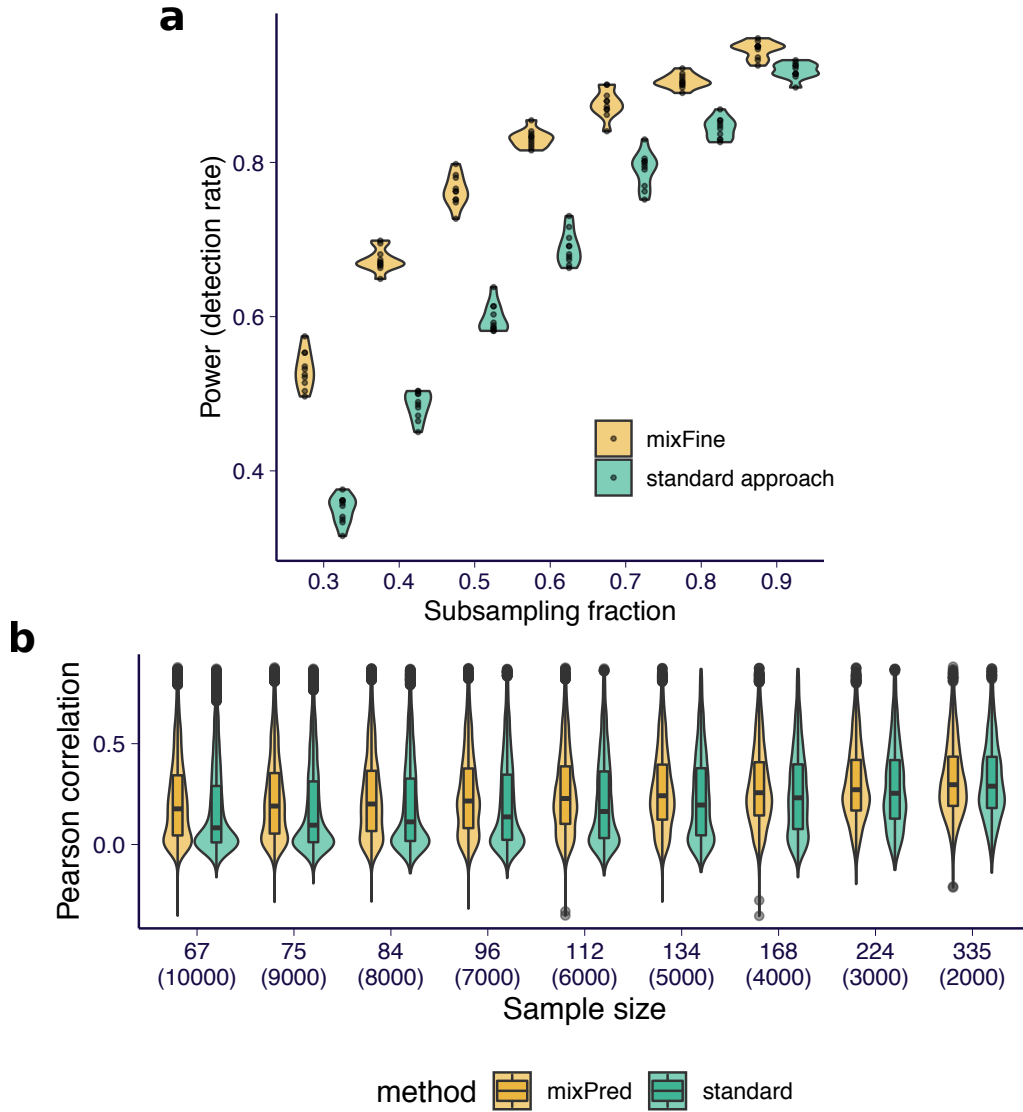 a
Power (detection rate)
0.8
0.6
0.4
mixFine
standard approach
0.3 0.4 0.5 0.6 0.7 0.8 0.9
Subsampling fraction
b
Pearson correlation
0.5
0.0
67 75 84 96 112 134 168 224 335
(10000) (9000) (8000) (7000) (6000) (5000) (4000) (3000) (2000)
Sample size
method mixPred standard